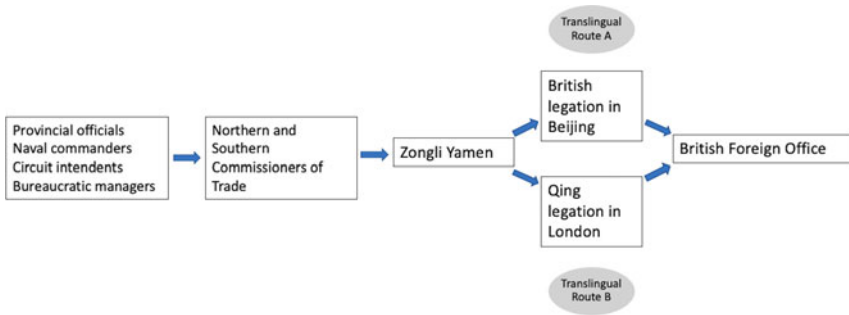 Translingual
Route A
Provincial officials
Naval commanders
Circuit intendents
Bureaucratic managers
Northern and
Southern
Commissioners of
Trade
Zongli Yamen
British
legation in
Beijing
Qing
legation in
London
British Foreign Office
Translingual
Route B